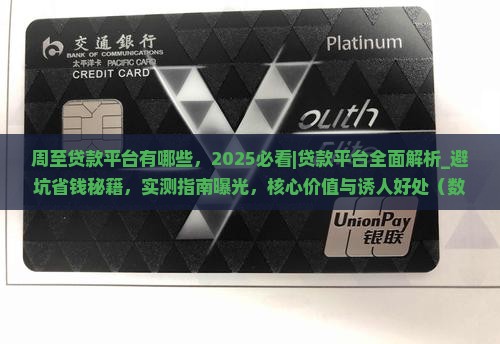 交通銀行
BANK OF COMMUNICATIONS
太平洋卡 PACIFIC CARD
CREDIT CARD
Platinum
outh
周至贷款平台有哪些，2025必看|贷款平台全面解析_避
坑省钱秘籍，实测指南曝光，核心价值与诱人好处（数
UnionPay
银联